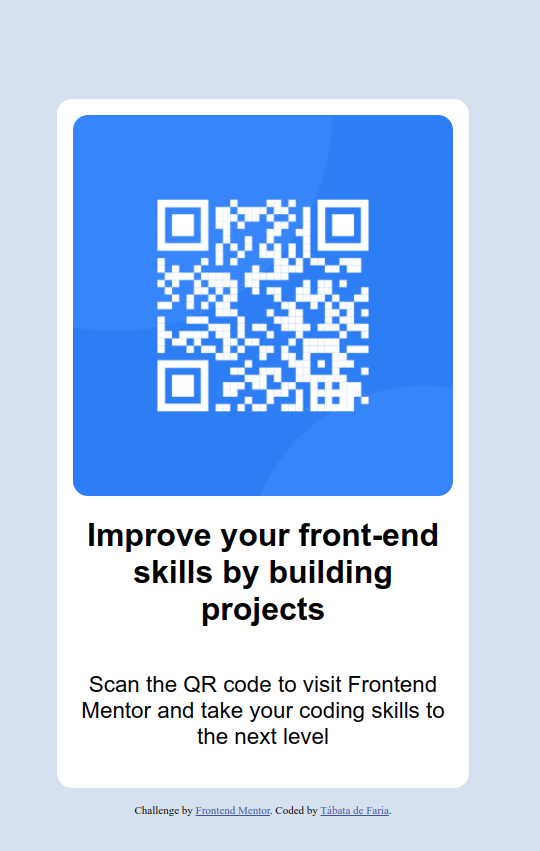 Improve your front-end
skills by building
projects
Scan the QR code to visit Frontend
Mentor and take your coding skills to
the next level
Challenge by Frontend Mentor. Coded by Tábata de Faria.